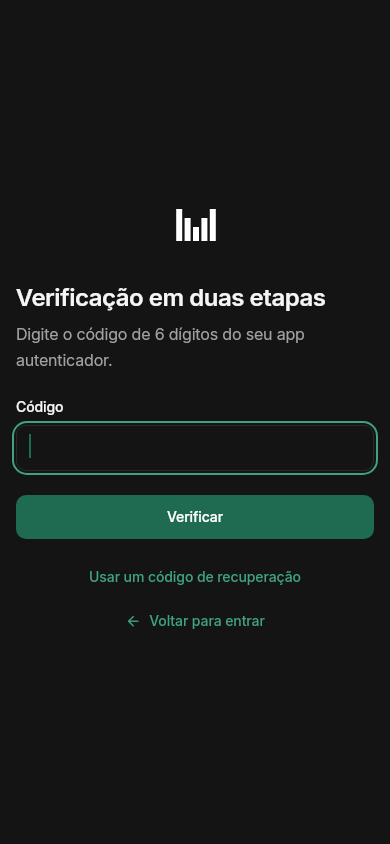 Verificação em duas etapas
Digite o código de 6 dígitos do seu app
autenticador.
Código
Verificar
Usar um código de recuperação
Voltar para entrar